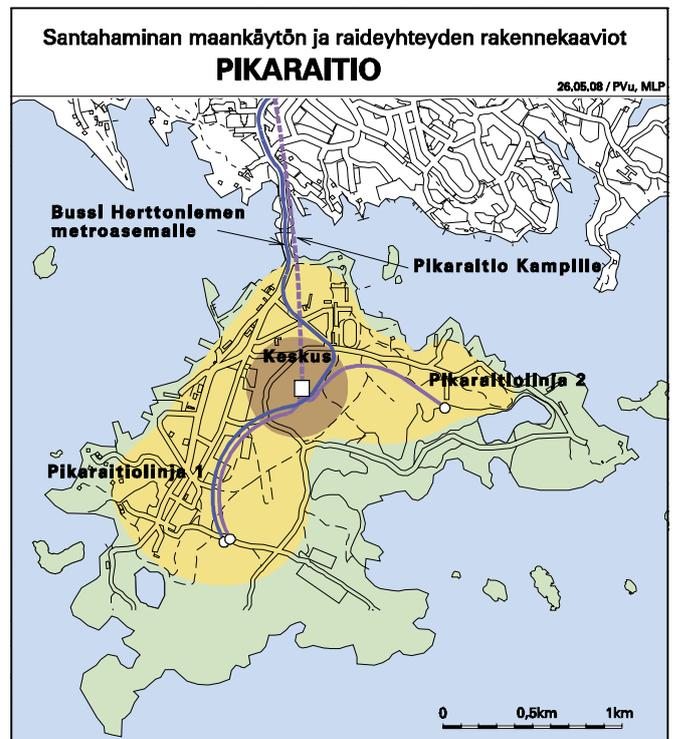 Santahaminan maankäytön ja raideyhteyden rakennekaaviot
PIKARAITIO
26.05.08 / PVu, MLP
Bussi Herttoniemen
metroasemalle
Pikaraitio Kampille
Keskus
Pikaraitiolinja 2
Pikaraitiolinja 1
0 0,5km 1km